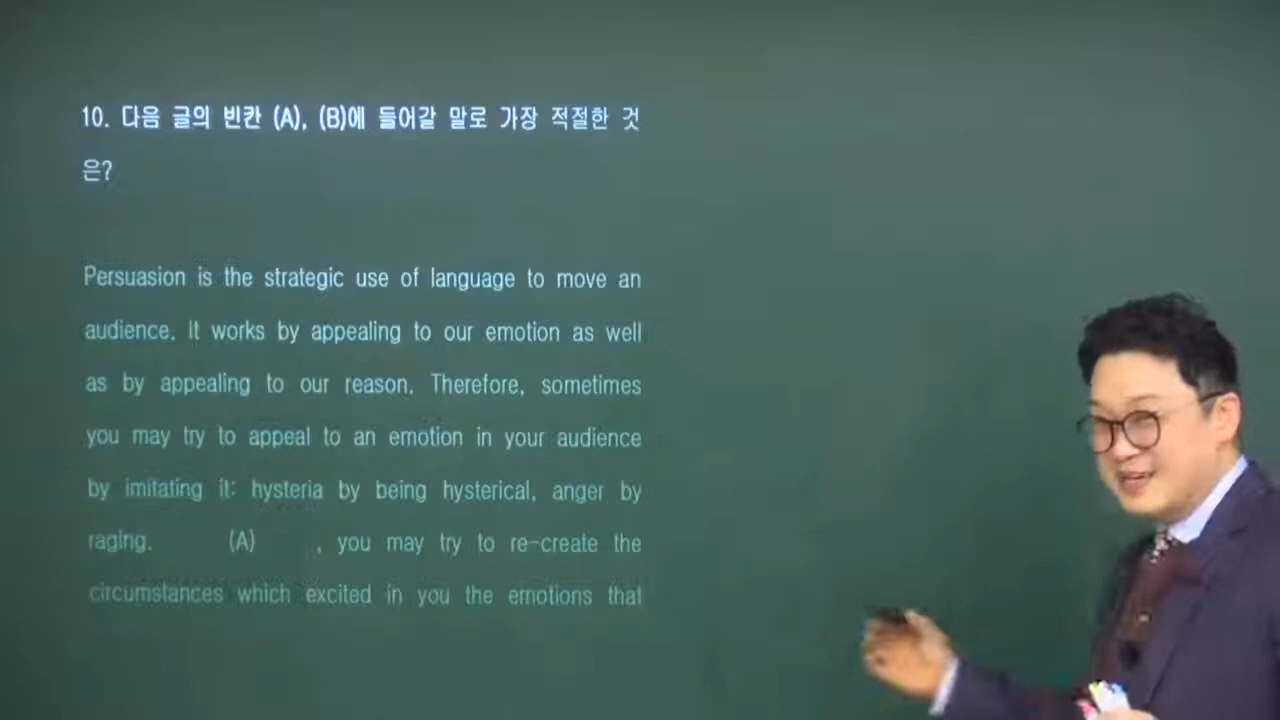 10. 다음 글의 빈칸 (A), (B)에 들어갈 말로 가장 적절한 것
은?
Persuasion is the strategic use of language to move an
audience. It works by appealing to our emotion as well
as by appealing to our reason. Therefore, sometimes
you may try to appeal to an emotion in your audience
by imitating it: hysteria by being hysterical, anger by
raging. (A) , you may try to re-create the
circumstances which excited in you the emotions that